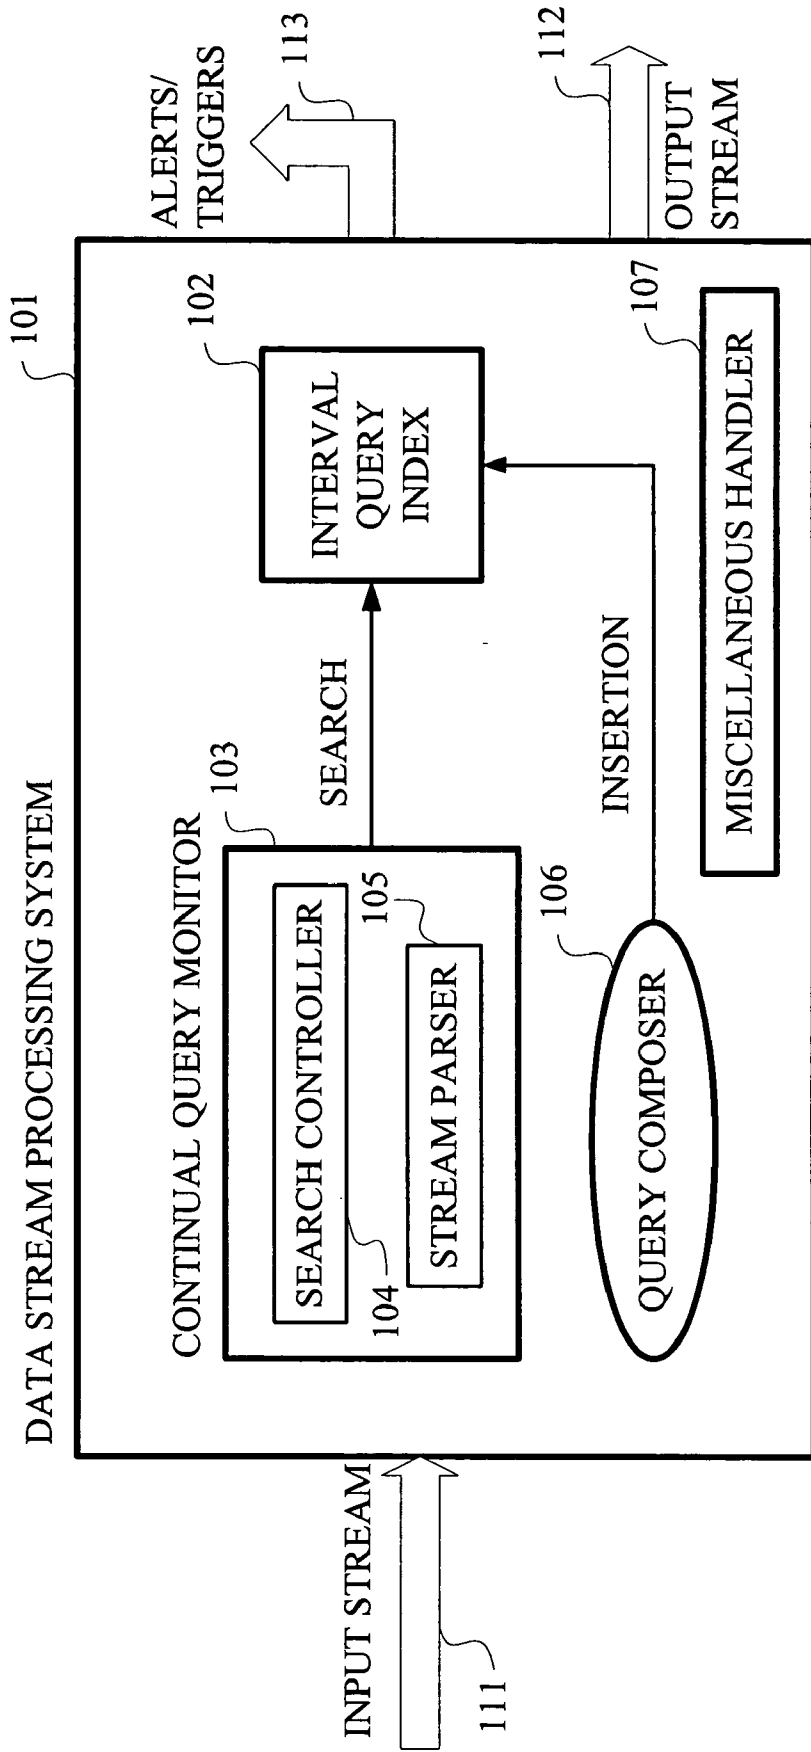 DATA STREAM PROCESSING SYSTEM
101
CONTINUAL QUERY MONITOR
103
SEARCH CONTROLLER
104
STREAM PARSER
105
SEARCH
INTERVAL
QUERY
INDEX
102
QUERY COMPOSER
106
INSERTION
MISCELLANEOUS HANDLER
107
INPUT STREAM
111
ALERTS/
TRIGGERS
113
OUTPUT
STREAM
112